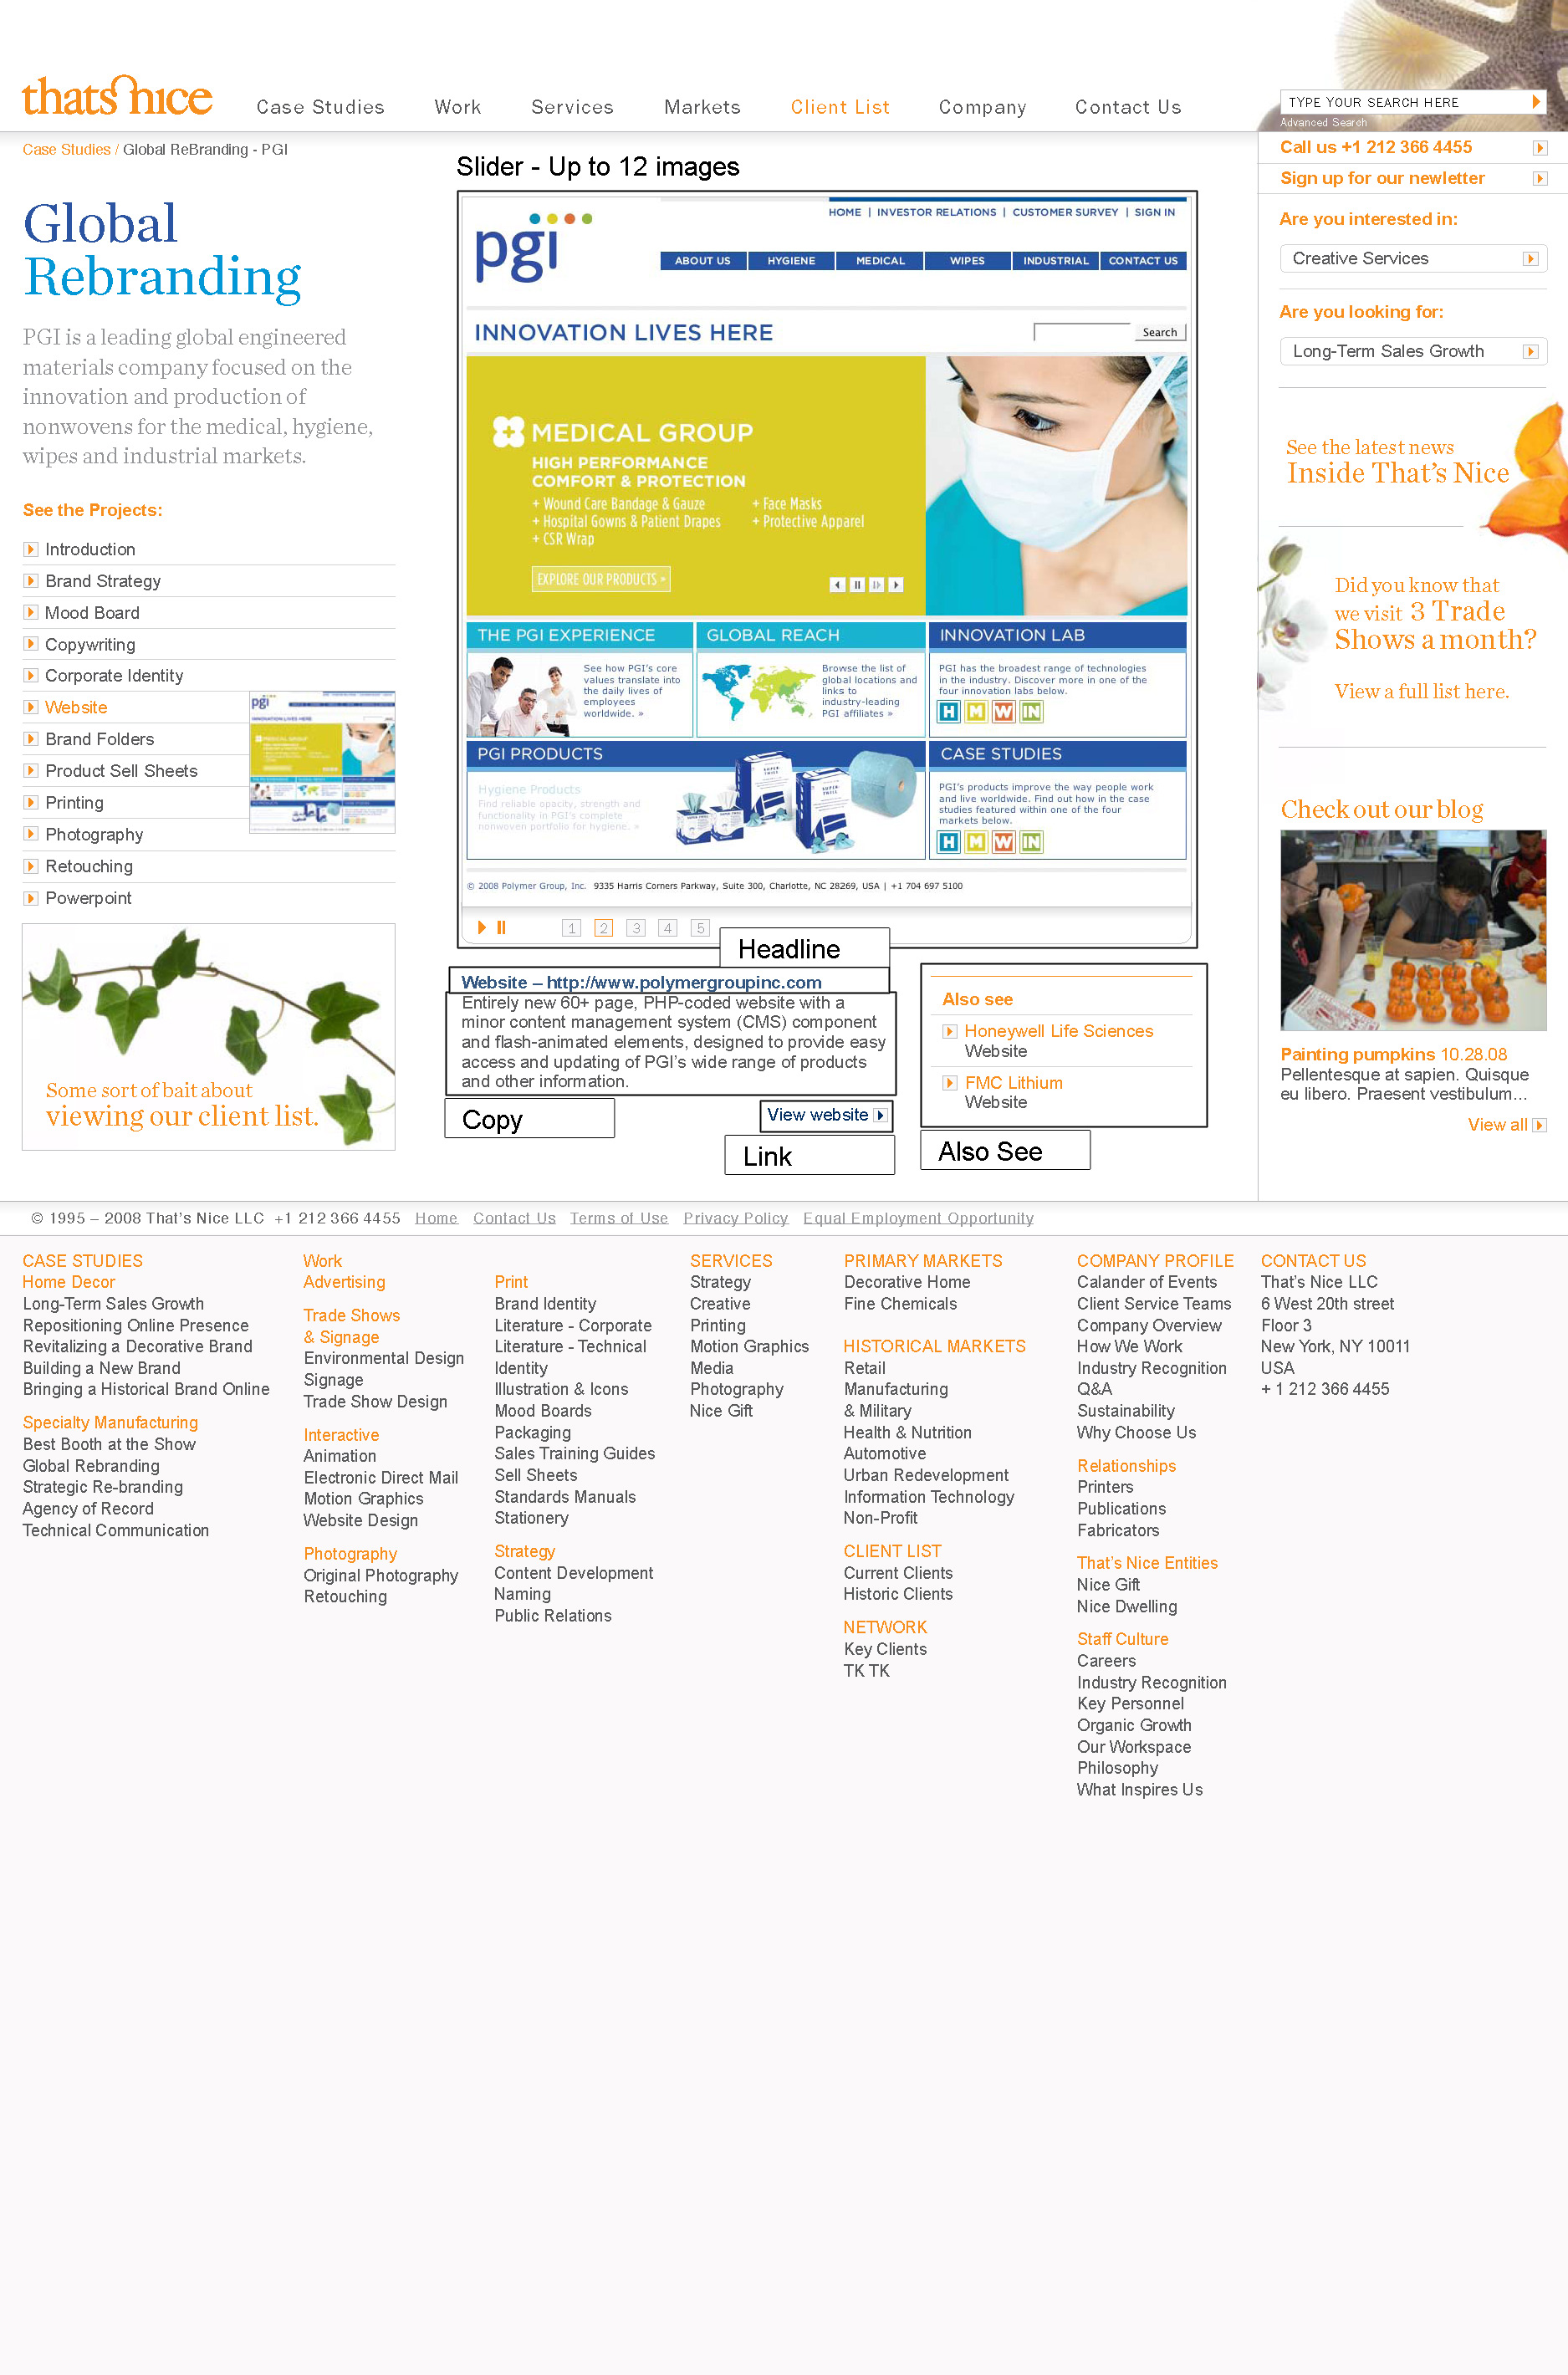 thatsnice
Case Studies
Work
Services
Markets
Client List
Company
Contact Us
TYPE YOUR SEARCH HERE
Advanced Search
Case Studies / Global ReBranding - PGI
Global
Rebranding
PGI is a leading global engineered
materials company focused on the
innovation and production of
nonwovens for the medical, hygiene,
wipes and industrial markets.
See the Projects:
Introduction
Brand Strategy
Mood Board
Copywriting
Corporate Identity
Website
Brand Folders
Product Sell Sheets
Printing
Photography
Retouching
Powerpoint
Some sort of bait about
viewing our client list.
Slider - Up to 12 images
pgi
HOME | INVESTOR RELATIONS | CUSTOMER SURVEY | SIGN IN
ABOUT US
HYGIENE
MEDICAL
WIPES
INDUSTRIAL
CONTACT US
INNOVATION LIVES HERE
Search
MEDICAL GROUP
HIGH PERFORMANCE
COMFORT & PROTECTION
+ Wound Care Bandage & Gauze
+ Hospital Gowns & Patient Drapes
+ CSR Wrap
+ Face Masks
+ Protective Apparel
EXPLORE OUR PRODUCTS »
THE PGI EXPERIENCE
See how PGI's core
values translate into
the daily lives of
employees
worldwide. »
GLOBAL REACH
Browse the list of
global locations and
links to
industry-leading
PGI affiliates »
INNOVATION LAB
PGI has the broadest range of technologies
in the industry. Discover more in one of the
four innovation labs below.
H M W IN
PGI PRODUCTS
Hygiene Products
Find reliable opacity, strength and
functionality in PGI's complete
nonwoven portfolio for hygiene. »
CASE STUDIES
PGI's products improve the way people work
and live worldwide. Find out how in the case
studies featured within one of the four
markets below.
H M W IN
© 2008 Polymer Group, Inc. 9335 Harris Corners Parkway, Suite 300, Charlotte, NC 28269, USA | +1 704 697 5100
1 2 3 4 5
Headline
Website – http://www.polymergroupinc.com
Entirely new 60+ page, PHP-coded website with a
minor content management system (CMS) component
and flash-animated elements, designed to provide easy
access and updating of PGI's wide range of products
and other information.
Copy
View website
Link
Also see
Honeywell Life Sciences
Website
FMC Lithium
Website
Also See
Call us +1 212 366 4455
Sign up for our newletter
Are you interested in:
Creative Services
Are you looking for:
Long-Term Sales Growth
See the latest news
Inside That's Nice
Did you know that
we visit 3 Trade
Shows a month?
View a full list here.
Check out our blog
Painting pumpkins 10.28.08
Pellentesque at sapien. Quisque
eu libero. Praesent vestibulum...
View all
© 1995 – 2008 That's Nice LLC +1 212 366 4455 Home Contact Us Terms of Use Privacy Policy Equal Employment Opportunity
CASE STUDIES
Home Decor
Long-Term Sales Growth
Repositioning Online Presence
Revitalizing a Decorative Brand
Building a New Brand
Bringing a Historical Brand Online
Specialty Manufacturing
Best Booth at the Show
Global Rebranding
Strategic Re-branding
Agency of Record
Technical Communication
Work
Advertising
Trade Shows
& Signage
Environmental Design
Signage
Trade Show Design
Interactive
Animation
Electronic Direct Mail
Motion Graphics
Website Design
Photography
Original Photography
Retouching
Print
Brand Identity
Literature - Corporate
Literature - Technical
Identity
Illustration & Icons
Mood Boards
Packaging
Sales Training Guides
Sell Sheets
Standards Manuals
Stationery
Strategy
Content Development
Naming
Public Relations
SERVICES
Strategy
Creative
Printing
Motion Graphics
Media
Photography
Nice Gift
PRIMARY MARKETS
Decorative Home
Fine Chemicals
HISTORICAL MARKETS
Retail
Manufacturing
& Military
Health & Nutrition
Automotive
Urban Redevelopment
Information Technology
Non-Profit
CLIENT LIST
Current Clients
Historic Clients
NETWORK
Key Clients
TK TK
COMPANY PROFILE
Calander of Events
Client Service Teams
Company Overview
How We Work
Industry Recognition
Q&A
Sustainability
Why Choose Us
Relationships
Printers
Publications
Fabricators
That's Nice Entities
Nice Gift
Nice Dwelling
Staff Culture
Careers
Industry Recognition
Key Personnel
Organic Growth
Our Workspace
Philosophy
What Inspires Us
CONTACT US
That's Nice LLC
6 West 20th street
Floor 3
New York, NY 10011
USA
+ 1 212 366 4455